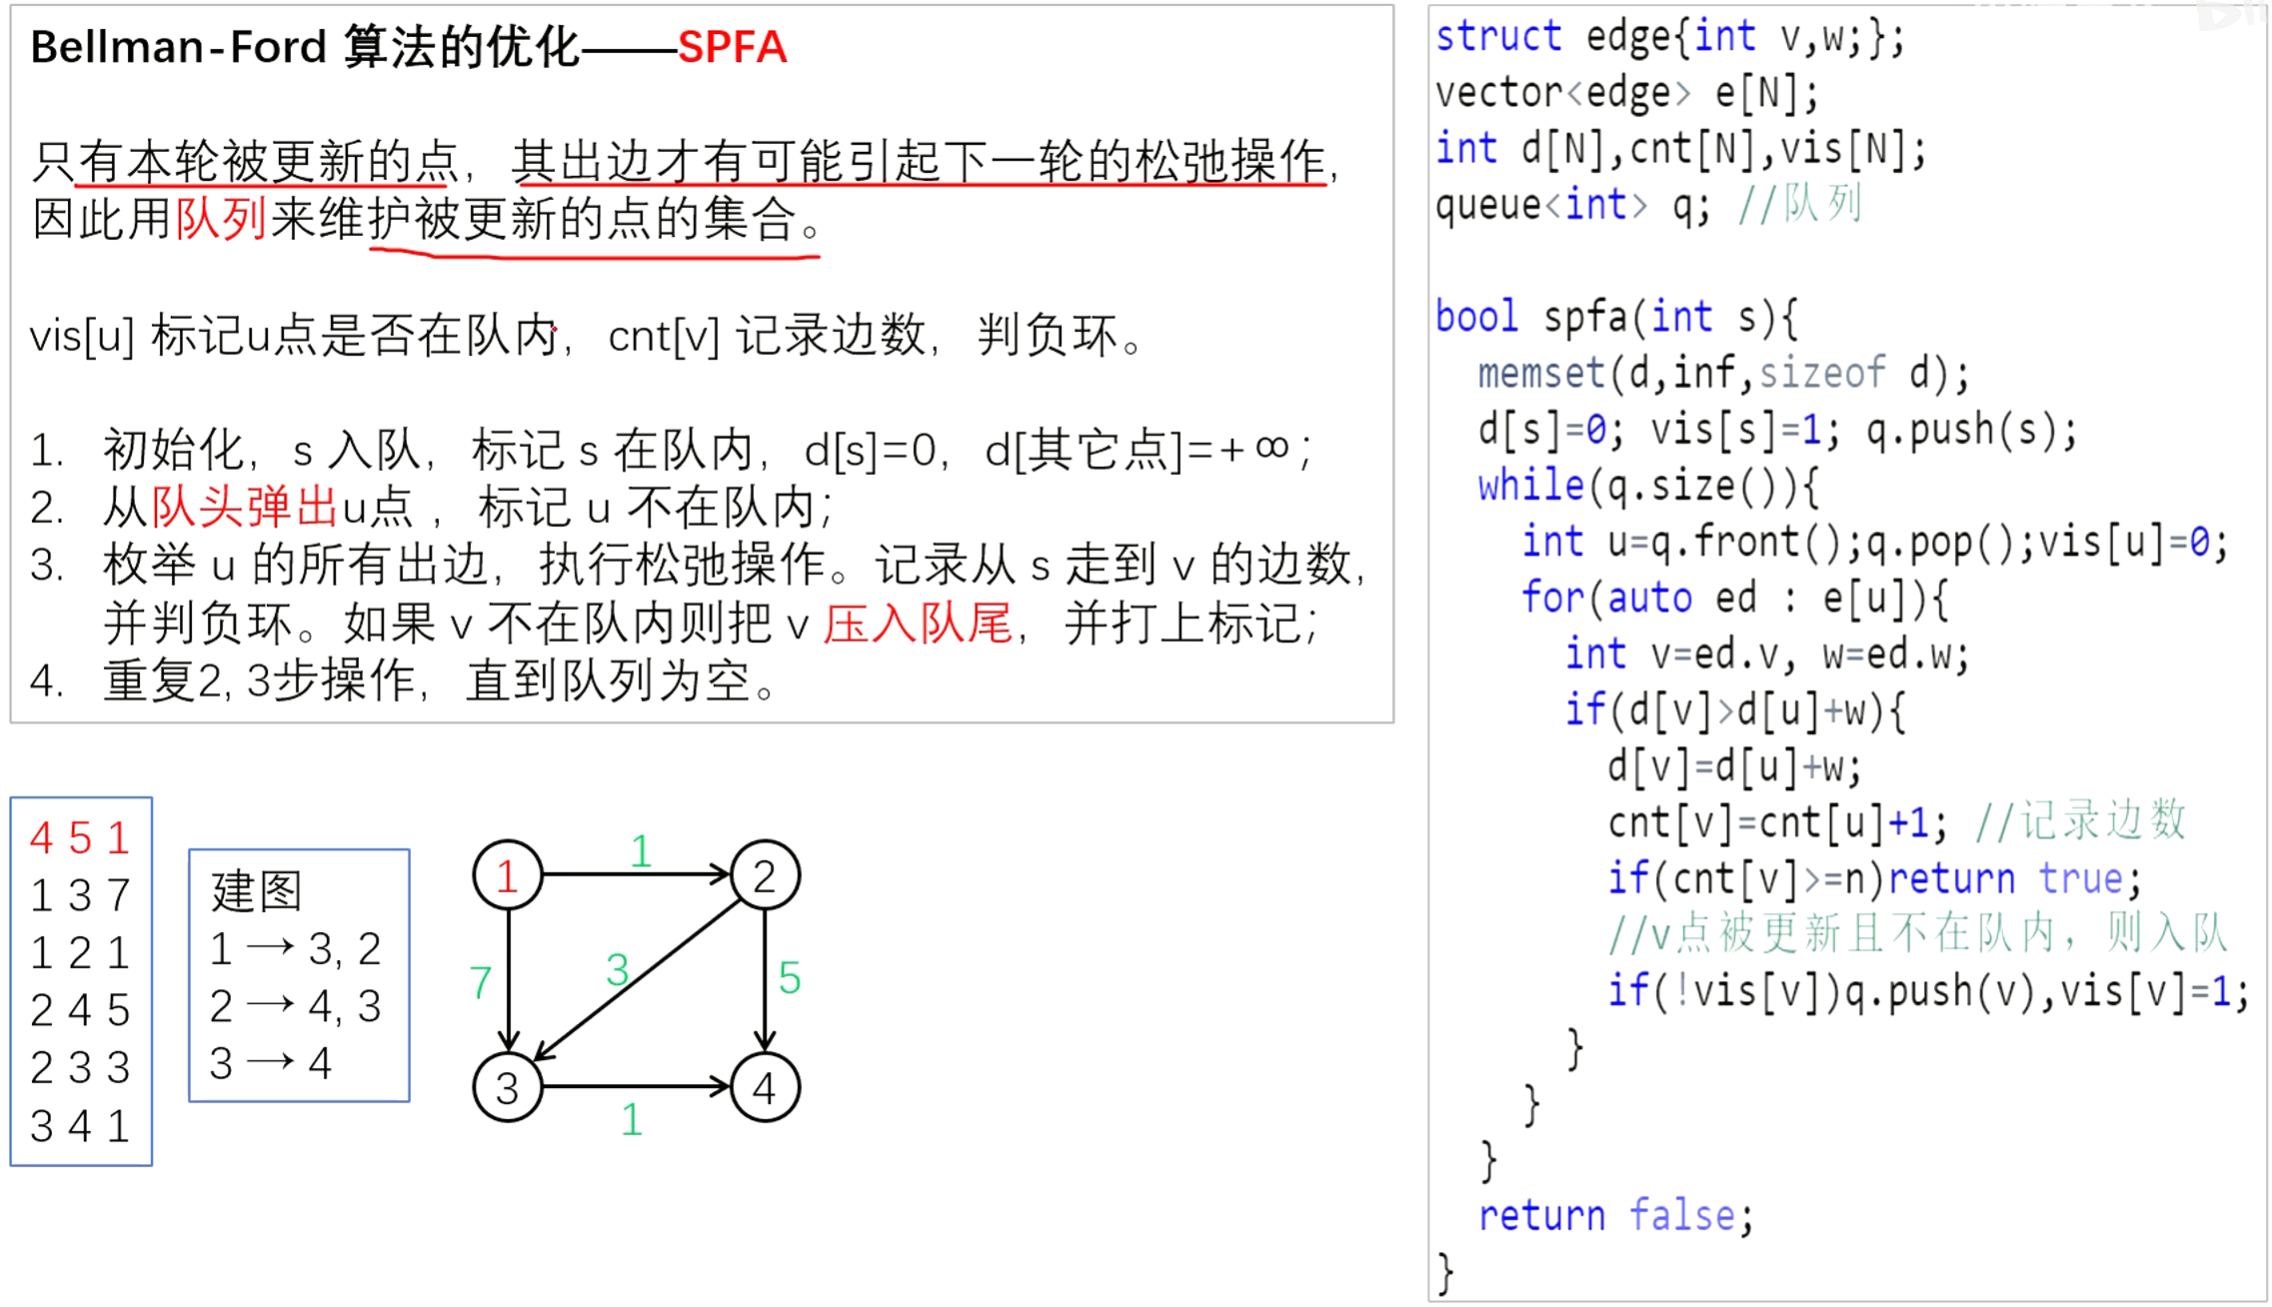 Bellman-Ford 算法的优化——SPFA
只有本轮被更新的点，其出边才有可能引起下一轮的松弛操作，
因此用队列来维护被更新的点的集合。
vis[u] 标记u点是否在队内，cnt[v] 记录边数，判负环。
1. 初始化，s 入队，标记 s 在队内，d[s]=0，d[其它点]=+∞；
2. 从队头弹出u点，标记 u 不在队内；
3. 枚举 u 的所有出边，执行松弛操作。记录从 s 走到 v 的边数，
并判负环。如果 v 不在队内则把 v 压入队尾，并打上标记；
4. 重复2, 3步操作，直到队列为空。
4 5 1
1 3 7
1 2 1
2 4 5
2 3 3
3 4 1
建图
1 → 3, 2
2 → 4, 3
3 → 4
1
1
2
7
3
5
3
4
1
struct edge{int v,w;};
vector<edge> e[N];
int d[N],cnt[N],vis[N];
queue<int> q; //队列
bool spfa(int s){
memset(d,inf,sizeof d);
d[s]=0; vis[s]=1; q.push(s);
while(q.size()){
int u=q.front();q.pop();vis[u]=0;
for(auto ed : e[u]){
int v=ed.v, w=ed.w;
if(d[v]>d[u]+w){
d[v]=d[u]+w;
cnt[v]=cnt[u]+1; //记录边数
if(cnt[v]>=n)return true;
//v点被更新且不在队内，则入队
if(!vis[v])q.push(v),vis[v]=1;
}
}
}
return false;
}